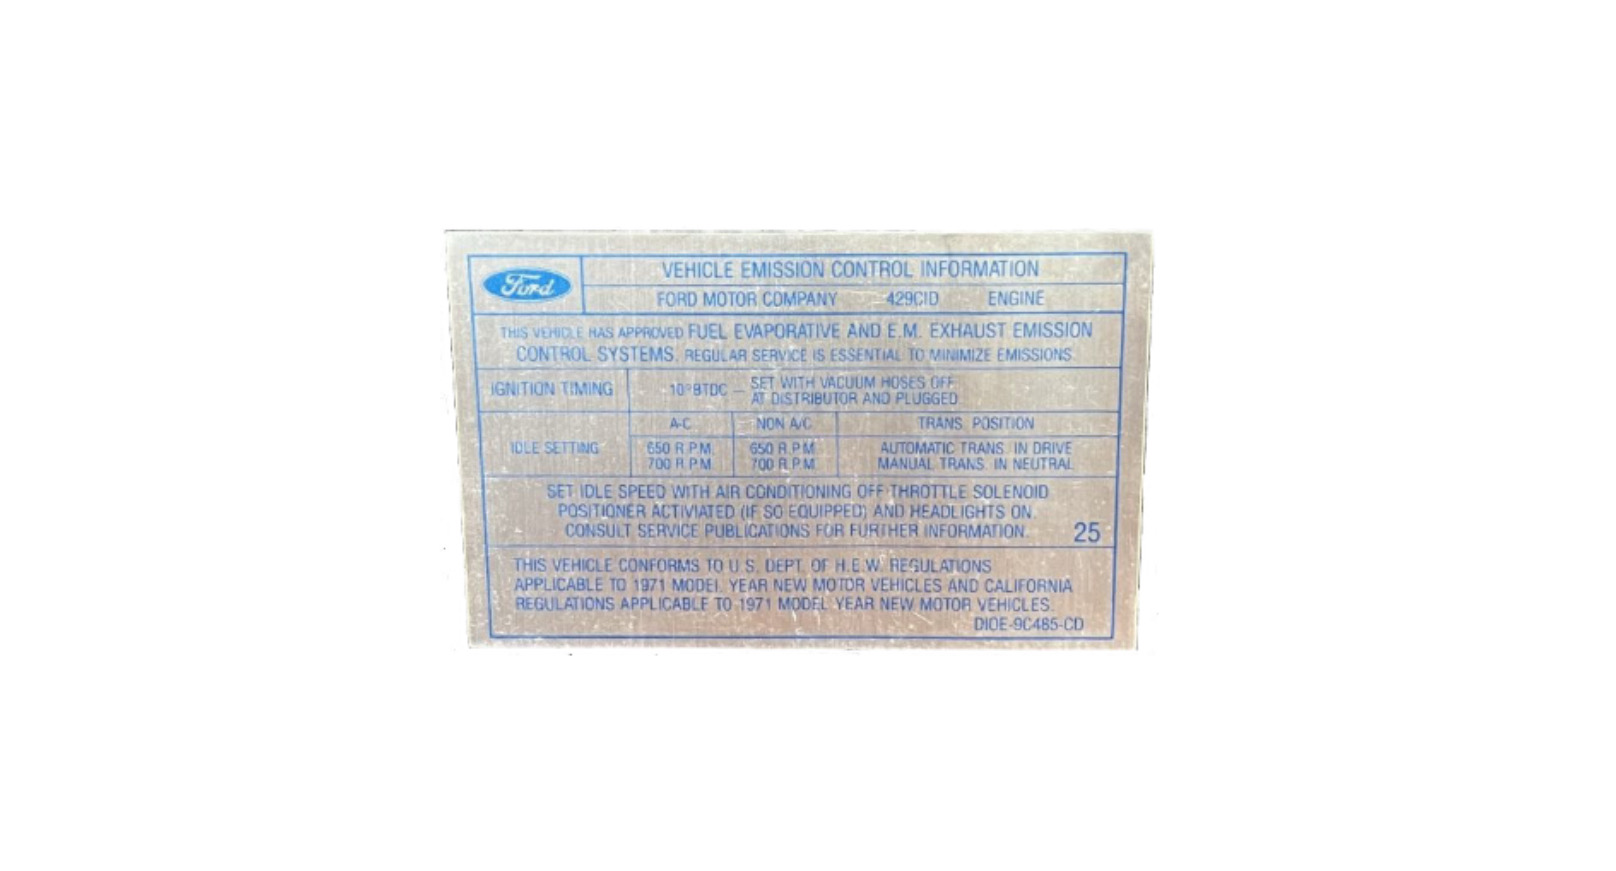 Ford
VEHICLE EMISSION CONTROL INFORMATION
FORD MOTOR COMPANY 429CID ENGINE
THIS VEHICLE HAS APPROVED FUEL EVAPORATIVE AND E.M. EXHAUST EMISSION
CONTROL SYSTEMS. REGULAR SERVICE IS ESSENTIAL TO MINIMIZE EMISSIONS.
IGNITION TIMING
10° BTDC — SET WITH VACUUM HOSES OFF
AT DISTRIBUTOR AND PLUGGED
A-C NON A/C TRANS. POSITION
IDLE SETTING
650 R.P.M. 650 R.P.M. AUTOMATIC TRANS. IN DRIVE
700 R.P.M. 700 R.P.M. MANUAL TRANS. IN NEUTRAL
SET IDLE SPEED WITH AIR CONDITIONING OFF THROTTLE SOLENOID
POSITIONER ACTIVIATED (IF SO EQUIPPED) AND HEADLIGHTS ON.
CONSULT SERVICE PUBLICATIONS FOR FURTHER INFORMATION. 25
THIS VEHICLE CONFORMS TO U.S. DEPT. OF H.E.W. REGULATIONS
APPLICABLE TO 1971 MODEL YEAR NEW MOTOR VEHICLES AND CALIFORNIA
REGULATIONS APPLICABLE TO 1971 MODEL YEAR NEW MOTOR VEHICLES.
DIOE-9C485-CD